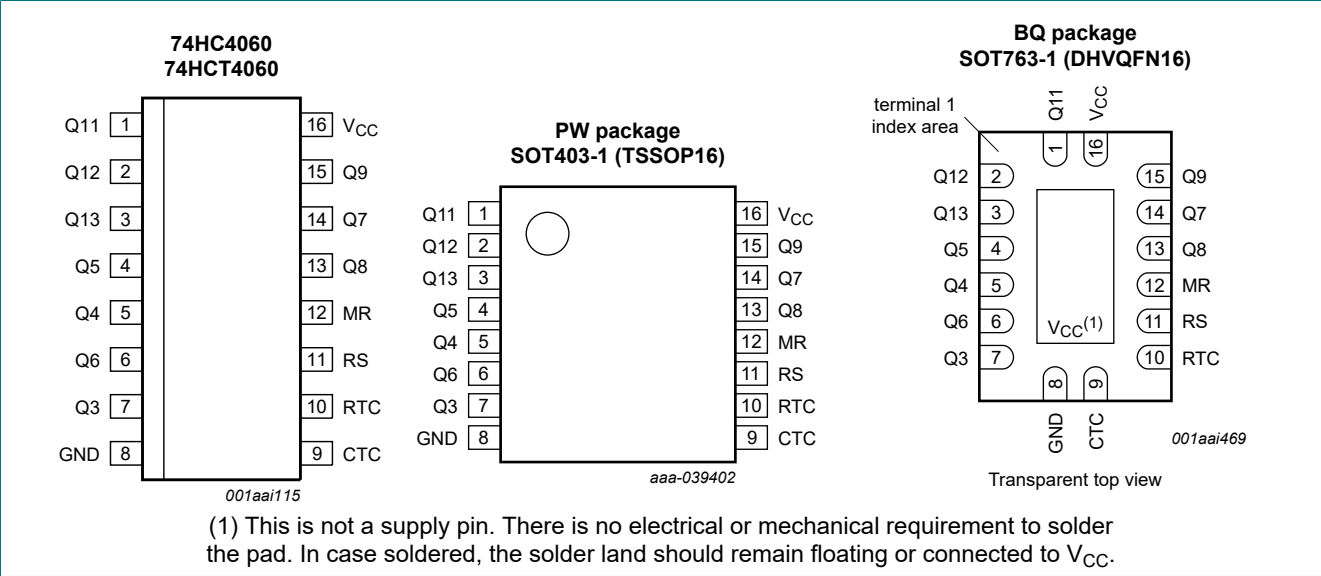 74HC4060
74HCT4060
Q11 1
16 VCC
Q12 2
15 Q9
Q13 3
14 Q7
Q5 4
13 Q8
Q4 5
12 MR
Q6 6
11 RS
Q3 7
10 RTC
GND 8
9 CTC
001aai115
PW package
SOT403-1 (TSSOP16)
Q11 1
16 VCC
Q12 2
15 Q9
Q13 3
14 Q7
Q5 4
13 Q8
Q4 5
12 MR
Q6 6
11 RS
Q3 7
10 RTC
GND 8
9 CTC
aaa-039402
BQ package
SOT763-1 (DHVQFN16)
terminal 1
index area
Q11
VCC
1
16
Q12 2
15 Q9
Q13 3
14 Q7
Q5 4
13 Q8
Q4 5
12 MR
Q6 6
VCC(1)
11 RS
Q3 7
10 RTC
8
9
GND
CTC
001aai469
Transparent top view
(1) This is not a supply pin. There is no electrical or mechanical requirement to solder
the pad. In case soldered, the solder land should remain floating or connected to VCC.